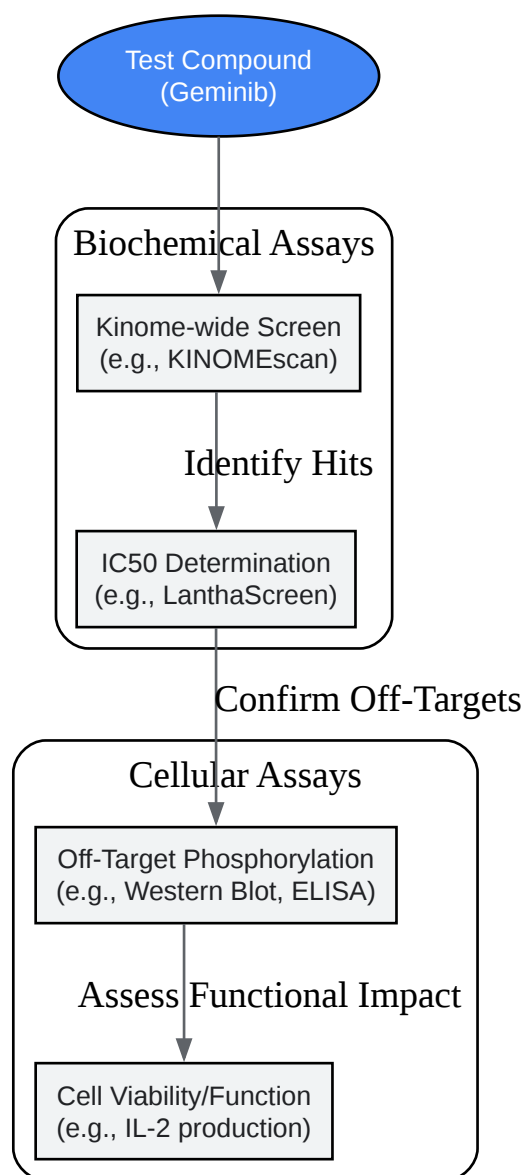 Test Compound
(Geminib)
Biochemical Assays
Kinome-wide Screen
(e.g., KINOMEscan)
Identify Hits
IC50 Determination
(e.g., LanthaScreen)
Confirm Off-Targets
Cellular Assays
Off-Target Phosphorylation
(e.g., Western Blot, ELISA)
Assess Functional Impact
Cell Viability/Function
(e.g., IL-2 production)